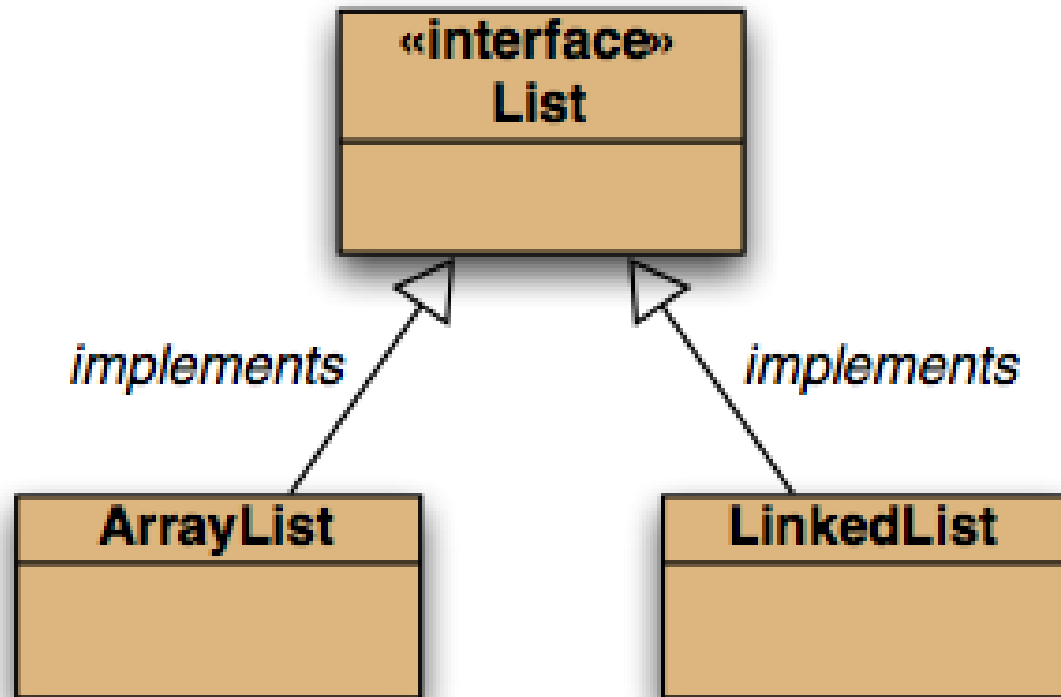 «interface»
List
implements
implements
ArrayList
LinkedList